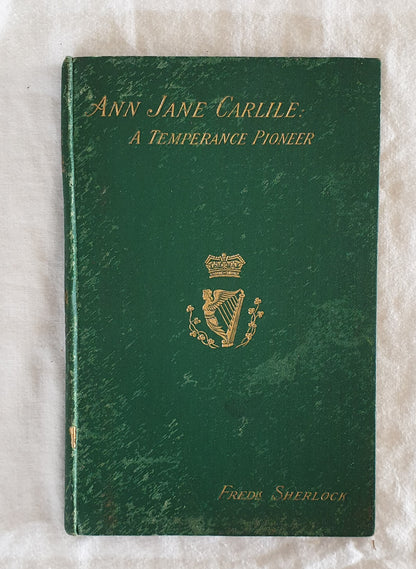 Ann Jane Carlile:
A Temperance Pioneer
Fredk Sherlock